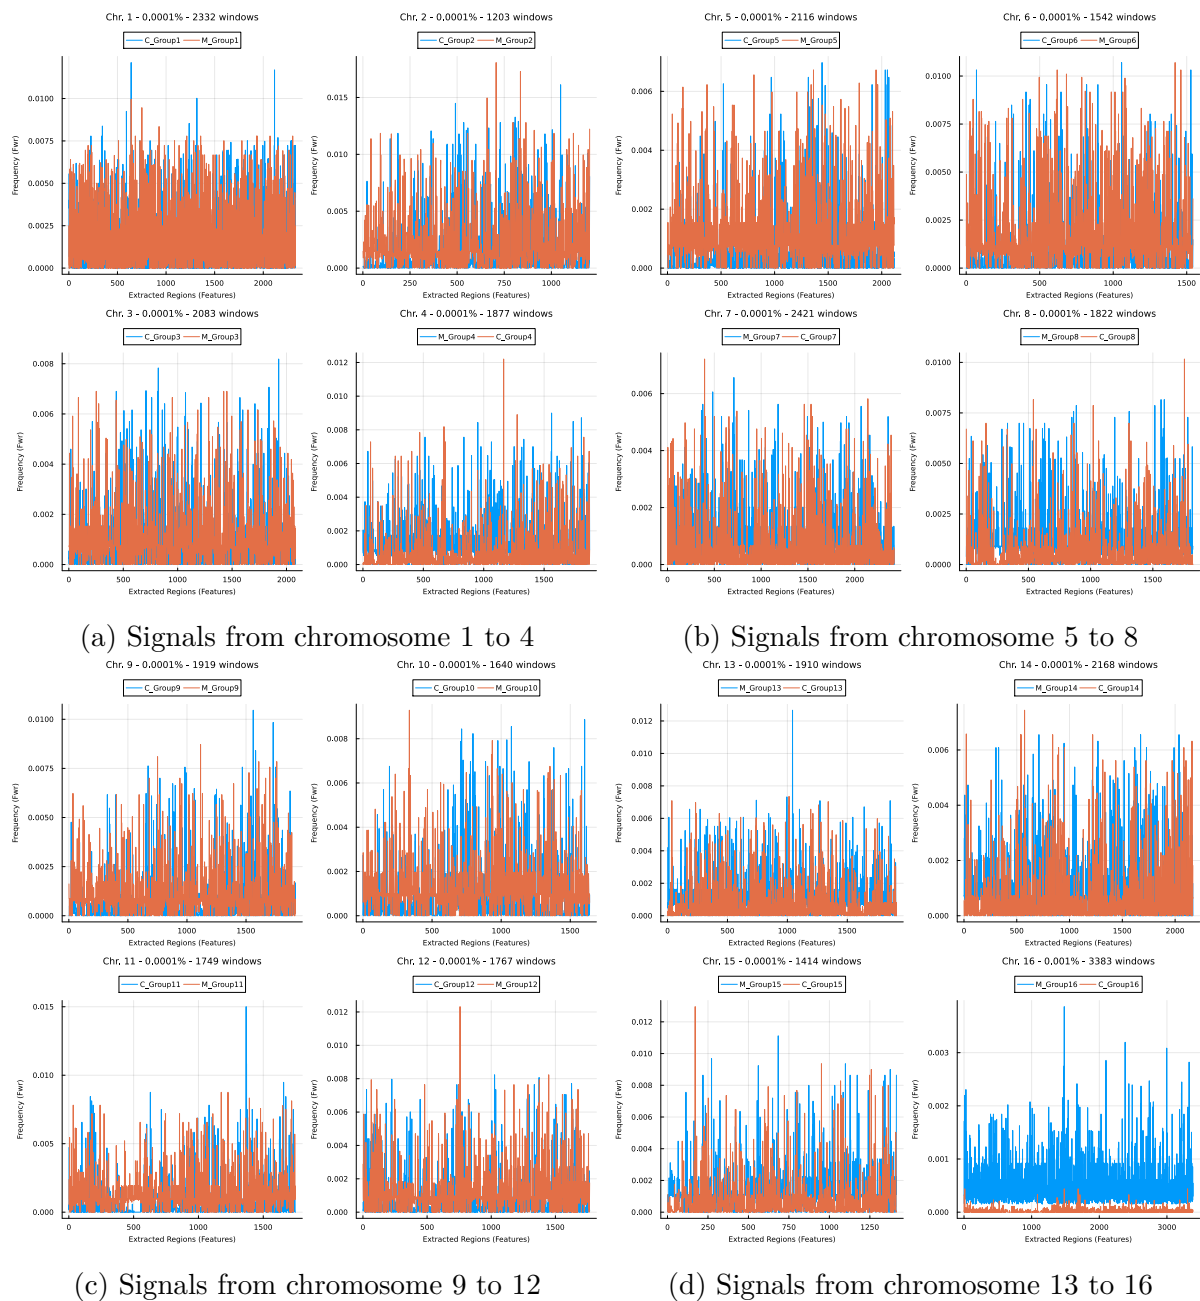 Chr. 1 - 0.0001% - 2332 windows
C_Group1 M_Group1
Frequency (Fwr)
0.0100
0.0075
0.0050
0.0025
0.0000
0 500 1000 1500 2000
Extracted Regions (Features)
Chr. 2 - 0.0001% - 1203 windows
C_Group2 M_Group2
Frequency (Fwr)
0.015
0.010
0.005
0.000
0 250 500 750 1000
Extracted Regions (Features)
Chr. 3 - 0.0001% - 2083 windows
C_Group3 M_Group3
Frequency (Fwr)
0.008
0.006
0.004
0.002
0.000
0 500 1000 1500 2000
Extracted Regions (Features)
Chr. 4 - 0.0001% - 1877 windows
M_Group4 C_Group4
Frequency (Fwr)
0.012
0.010
0.008
0.006
0.004
0.002
0.000
0 500 1000 1500
Extracted Regions (Features)
(a) Signals from chromosome 1 to 4
Chr. 5 - 0.0001% - 2116 windows
C_Group5 M_Group5
Frequency (Fwr)
0.006
0.004
0.002
0.000
0 500 1000 1500 2000
Extracted Regions (Features)
Chr. 6 - 0.0001% - 1542 windows
C_Group6 M_Group6
Frequency (Fwr)
0.0100
0.0075
0.0050
0.0025
0.0000
0 500 1000 1500
Extracted Regions (Features)
Chr. 7 - 0.0001% - 2421 windows
M_Group7 C_Group7
Frequency (Fwr)
0.006
0.004
0.002
0.000
0 500 1000 1500 2000
Extracted Regions (Features)
Chr. 8 - 0.0001% - 1822 windows
M_Group8 C_Group8
Frequency (Fwr)
0.0100
0.0075
0.0050
0.0025
0.0000
0 500 1000 1500
Extracted Regions (Features)
(b) Signals from chromosome 5 to 8
Chr. 9 - 0.0001% - 1919 windows
C_Group9 M_Group9
Frequency (Fwr)
0.0100
0.0075
0.0050
0.0025
0.0000
0 500 1000 1500
Extracted Regions (Features)
Chr. 10 - 0.0001% - 1640 windows
C_Group10 M_Group10
Frequency (Fwr)
0.008
0.006
0.004
0.002
0.000
0 500 1000 1500
Extracted Regions (Features)
Chr. 11 - 0.0001% - 1749 windows
C_Group11 M_Group11
Frequency (Fwr)
0.015
0.010
0.005
0.000
0 500 1000 1500
Extracted Regions (Features)
Chr. 12 - 0.0001% - 1767 windows
C_Group12 M_Group12
Frequency (Fwr)
0.012
0.010
0.008
0.006
0.004
0.002
0.000
0 500 1000 1500
Extracted Regions (Features)
(c) Signals from chromosome 9 to 12
Chr. 13 - 0.0001% - 1910 windows
M_Group13 C_Group13
Frequency (Fwr)
0.012
0.010
0.008
0.006
0.004
0.002
0.000
0 500 1000 1500
Extracted Regions (Features)
Chr. 14 - 0.0001% - 2168 windows
M_Group14 C_Group14
Frequency (Fwr)
0.006
0.004
0.002
0.000
0 500 1000 1500 2000
Extracted Regions (Features)
Chr. 15 - 0.0001% - 1414 windows
M_Group15 C_Group15
Frequency (Fwr)
0.012
0.010
0.008
0.006
0.004
0.002
0.000
250 500 750 1000 1250
Extracted Regions (Features)
Chr. 16 - 0.001% - 3383 windows
M_Group16 C_Group16
Frequency (Fwr)
0.003
0.002
0.001
0.000
0 1000 2000 3000
Extracted Regions (Features)
(d) Signals from chromosome 13 to 16